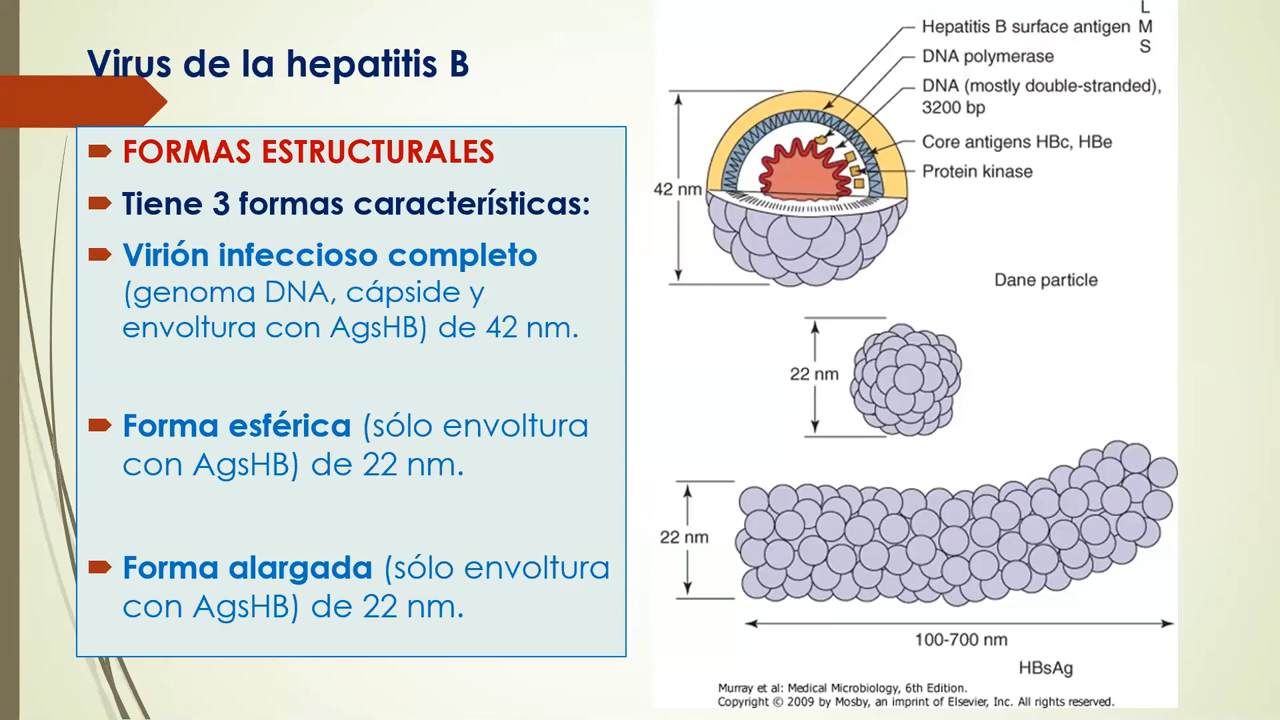 Virus de la hepatitis B
FORMAS ESTRUCTURALES
Tiene 3 formas características:
Virión infeccioso completo
(genoma DNA, cápside y
envoltura con AgsHB) de 42 nm.
Forma esférica (sólo envoltura
con AgsHB) de 22 nm.
Forma alargada (sólo envoltura
con AgsHB) de 22 nm.
L
Hepatitis B surface antigen M
S
DNA polymerase
DNA (mostly double-stranded),
3200 bp
Core antigens HBc, HBe
Protein kinase
42 nm
Dane particle
22 nm
22 nm
100-700 nm
HBsAg
Murray et al: Medical Microbiology, 6th Edition.
Copyright © 2009 by Mosby, an imprint of Elsevier, Inc. All rights reserved.